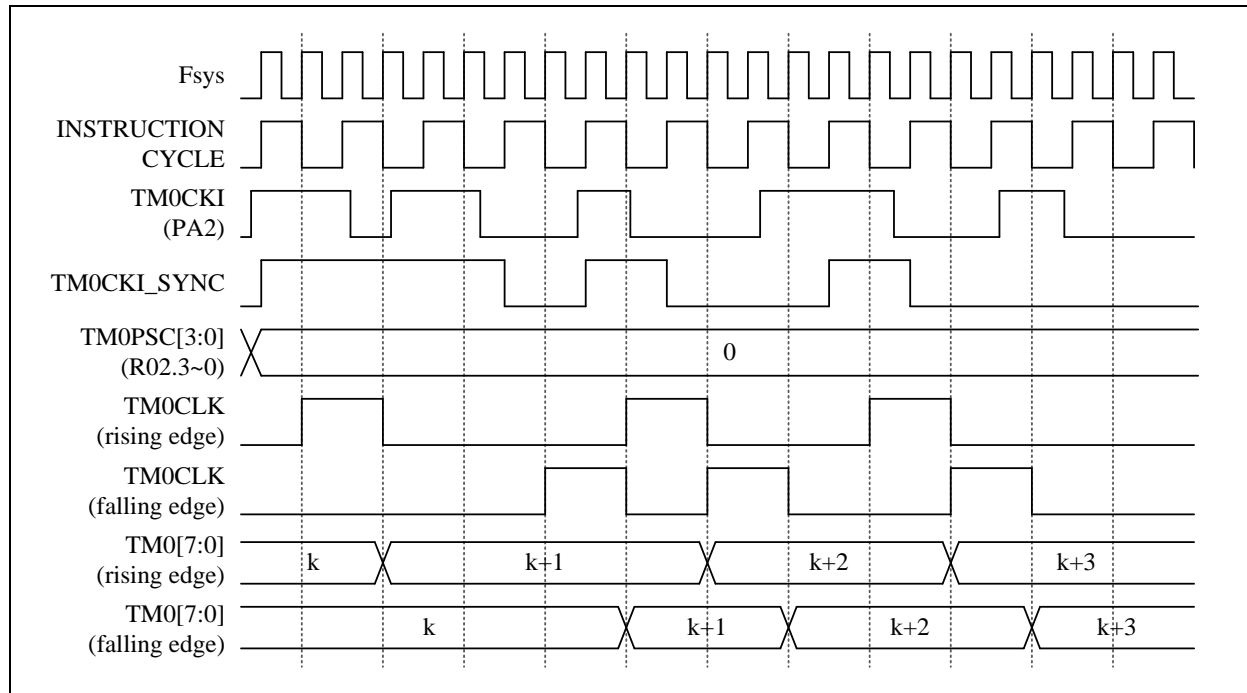 Fsys
INSTRUCTION
CYCLE
TM0CKI
(PA2)
TM0CKI_SYNC
TM0PSC[3:0]
(R02.3~0)
0
TM0CLK
(rising edge)
TM0CLK
(falling edge)
TM0[7:0]
(rising edge)
k
k+1
k+2
k+3
TM0[7:0]
(falling edge)
k
k+1
k+2
k+3